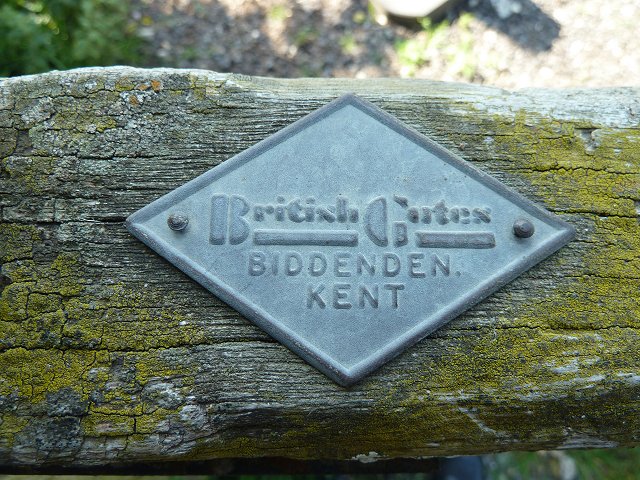 British Gates
BIDDENDEN.
KENT